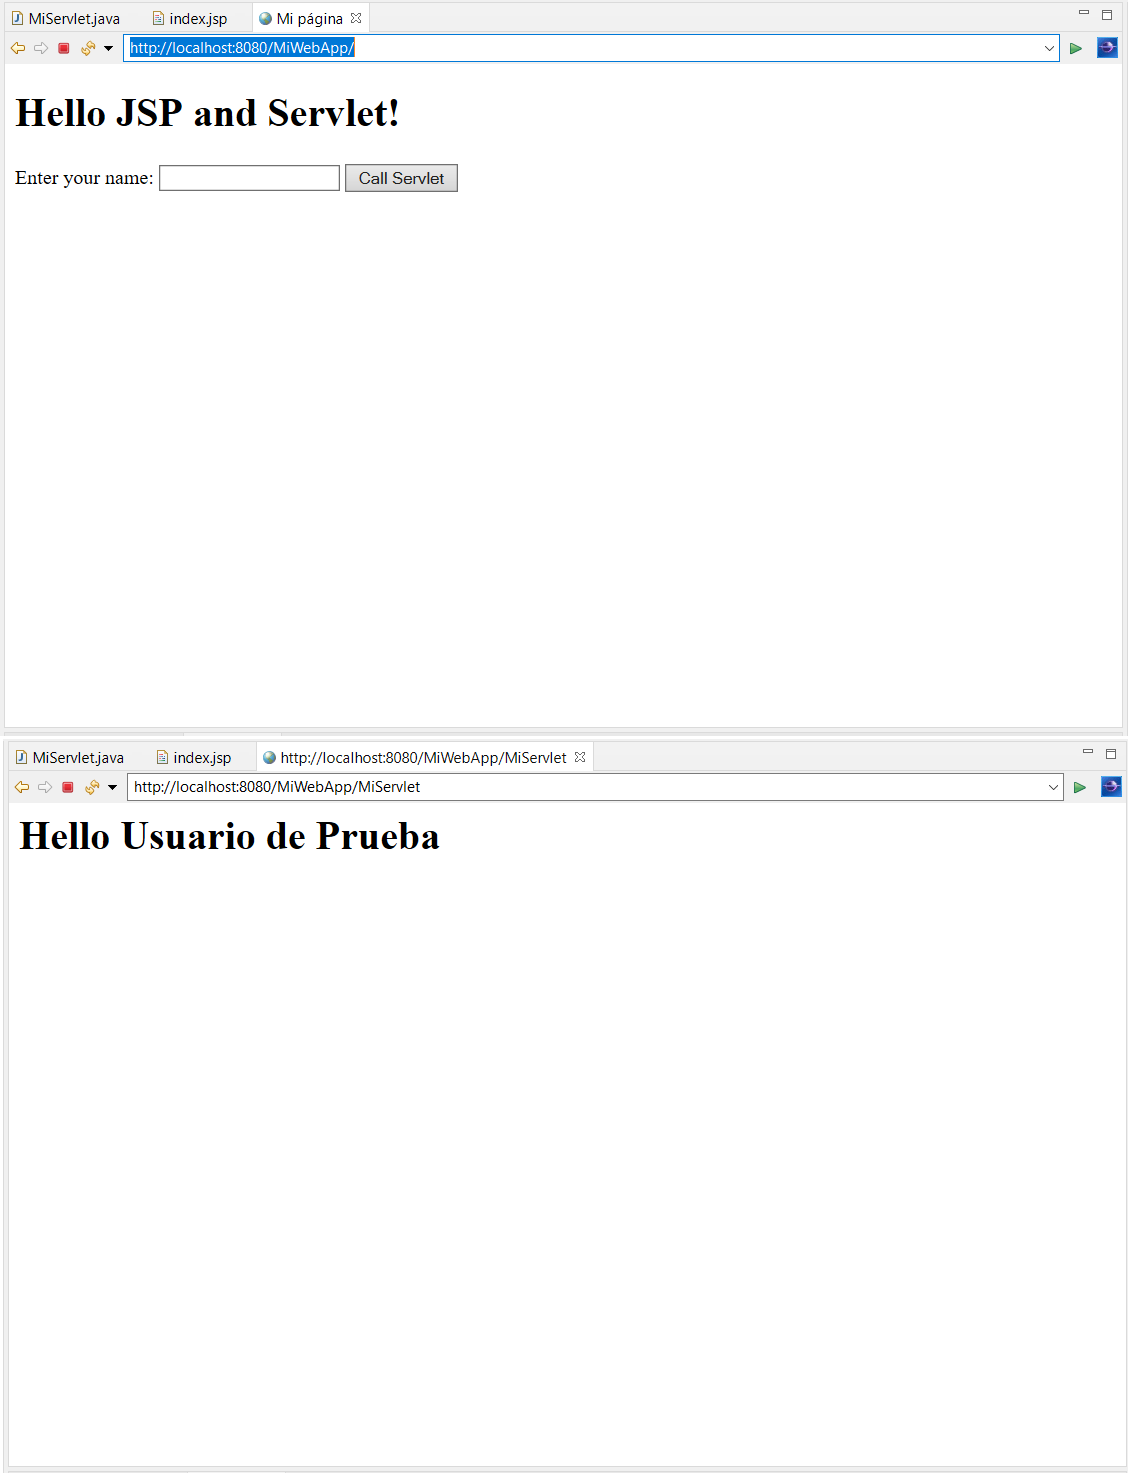 MiServlet.java index.jsp Mi página
http://localhost:8080/MiWebApp/
Hello JSP and Servlet!
Enter your name: Call Servlet
MiServlet.java index.jsp http://localhost:8080/MiWebApp/MiServlet
http://localhost:8080/MiWebApp/MiServlet
Hello Usuario de Prueba